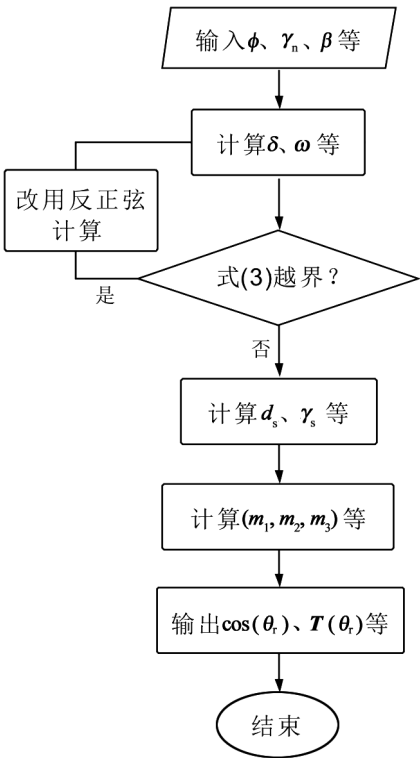 输入ϕ、γn、β等
计算δ、ω等
改用反正弦
计算
式(3)越界？
是
否
计算ds、γs 等
计算(m1, m2, m3)等
输出cos(θr)、T(θr)等
结束